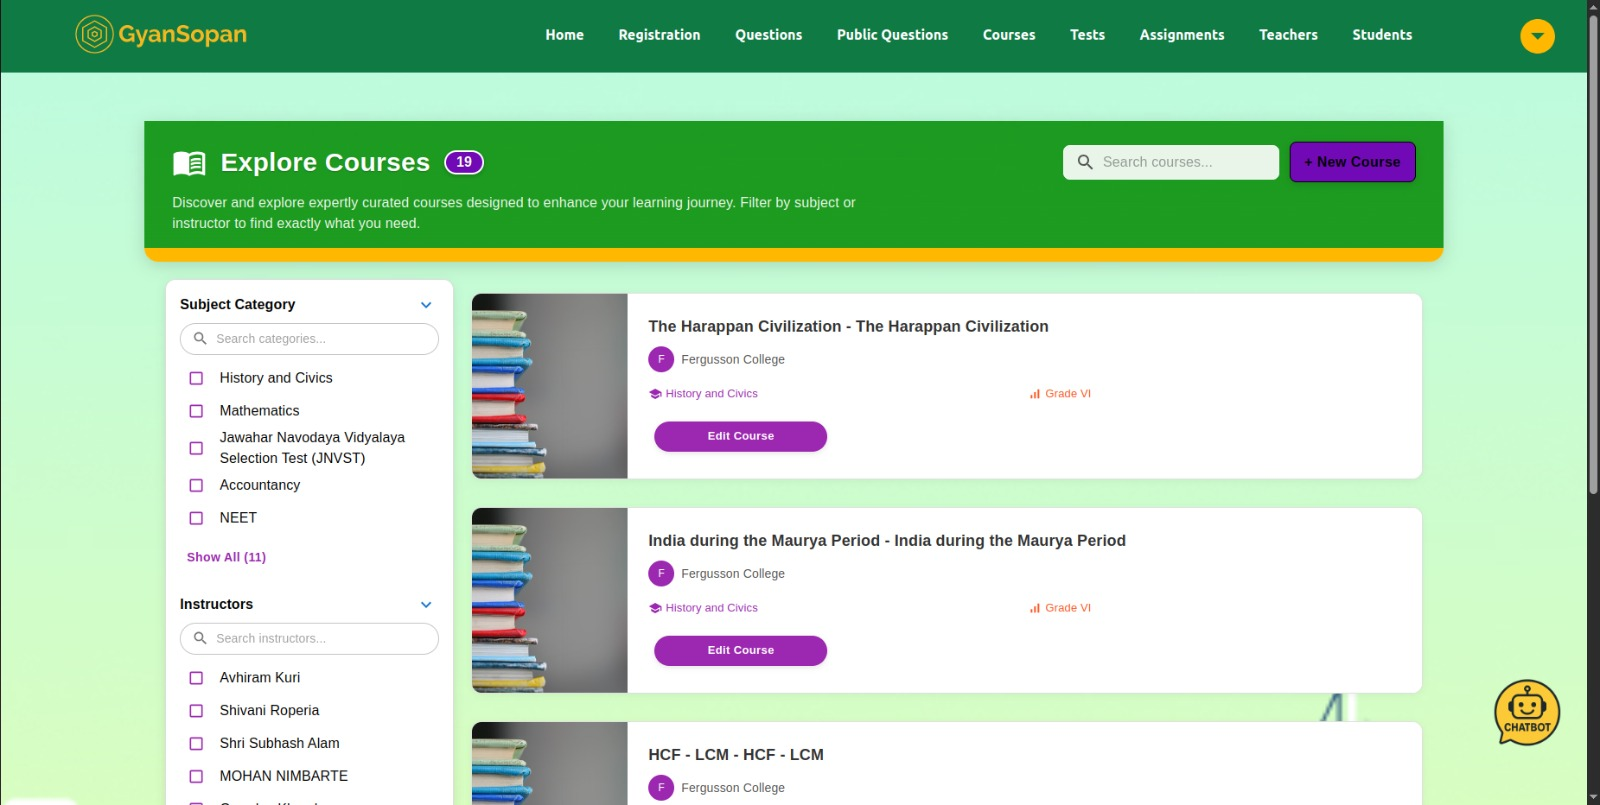 GyanSopan
Home Registration Questions Public Questions Courses Tests Assignments Teachers Students
Explore Courses 19
Search courses...
+ New Course
Discover and explore expertly curated courses designed to enhance your learning journey. Filter by subject or
instructor to find exactly what you need.
Subject Category
Search categories...
History and Civics
Mathematics
Jawahar Navodaya Vidyalaya
Selection Test (JNVST)
Accountancy
NEET
Show All (11)
Instructors
Search instructors...
Avhiram Kuri
Shivani Roperia
Shri Subhash Alam
MOHAN NIMBARTE
The Harappan Civilization - The Harappan Civilization
F Fergusson College
History and Civics Grade VI
Edit Course
India during the Maurya Period - India during the Maurya Period
F Fergusson College
History and Civics Grade VI
Edit Course
HCF - LCM - HCF - LCM
F Fergusson College
CHATBOT